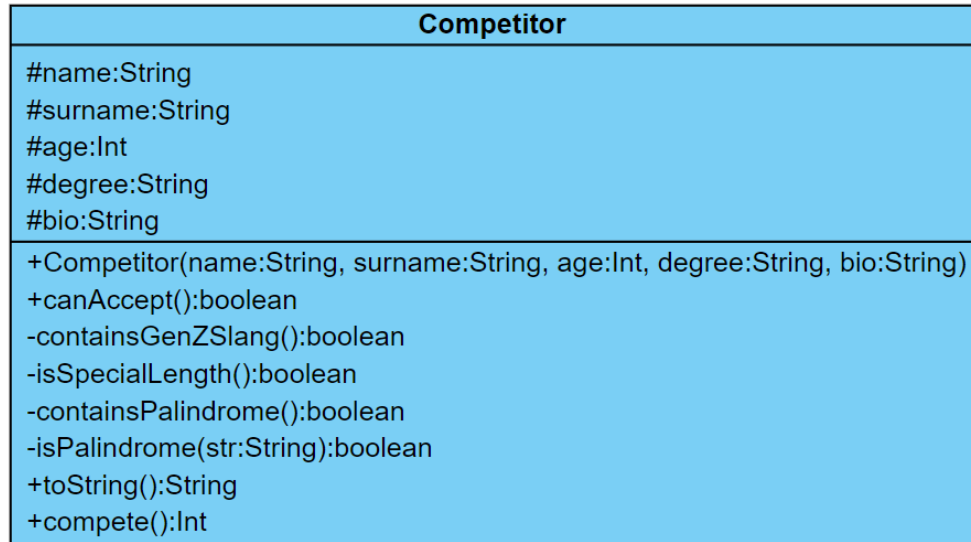 Competitor
#name:String
#surname:String
#age:Int
#degree:String
#bio:String
+Competitor(name:String, surname:String, age:Int, degree:String, bio:String)
+canAccept():boolean
-containsGenZSlang():boolean
-isSpecialLength():boolean
-containsPalindrome():boolean
-isPalindrome(str:String):boolean
+toString():String
+compete():Int